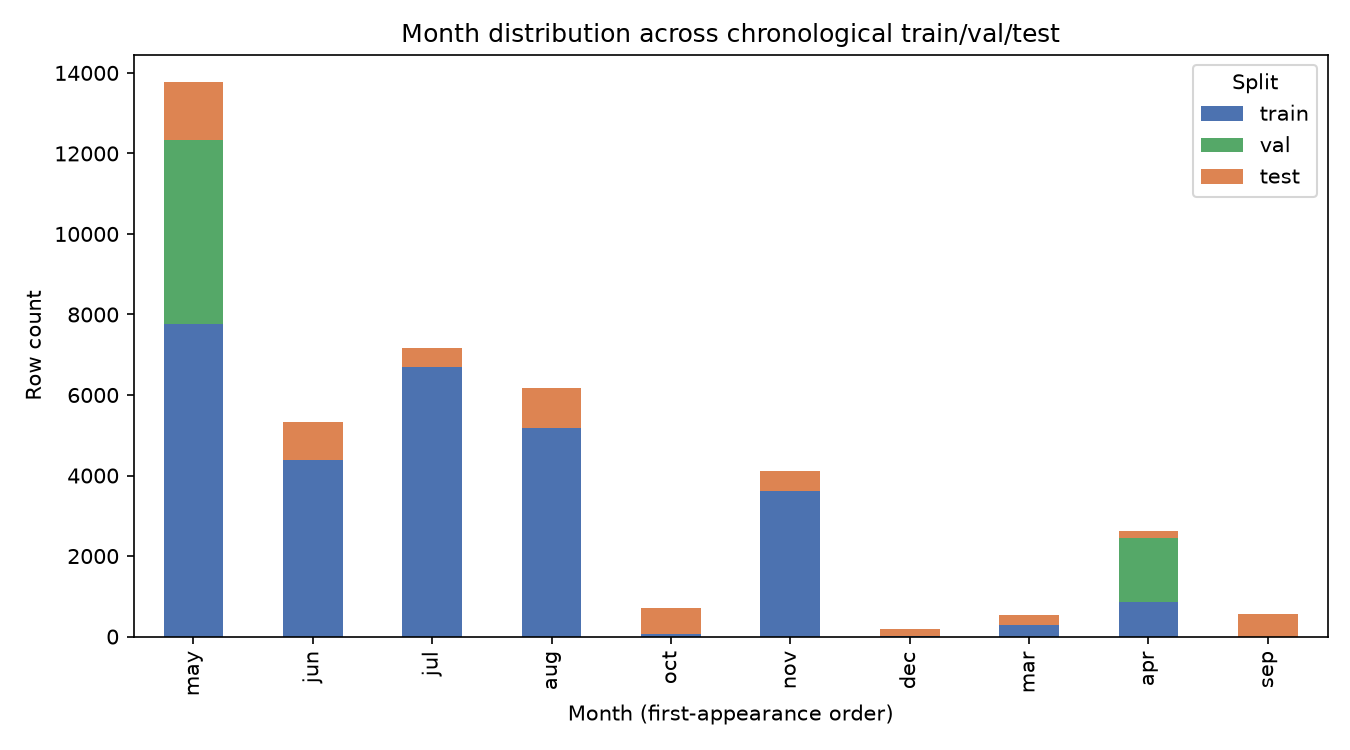 Month distribution across chronological train/val/test
Split
train
val
test
14000
12000
10000
8000
6000
4000
2000
0
Row count
may
jun
jul
aug
oct
nov
dec
mar
apr
sep
Month (first-appearance order)